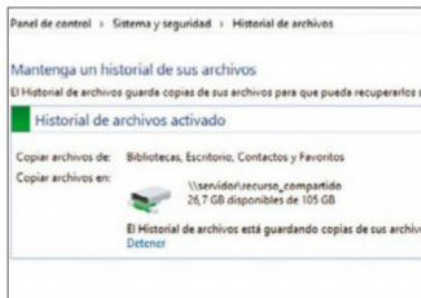 Panel de control › Sistema y seguridad › Historial de archivos
Mantenga un historial de sus archivos
El Historial de archivos guarda copias de sus archivos para que pueda recuperarlos s
Historial de archivos activado
Copiar archivos de: Bibliotecas, Escritorio, Contactos y Favoritos
Copiar archivos en: \\servidor\recurso_compartido
26,7 GB disponibles de 105 GB
El Historial de archivos está guardando copias de sus archivo
Detener